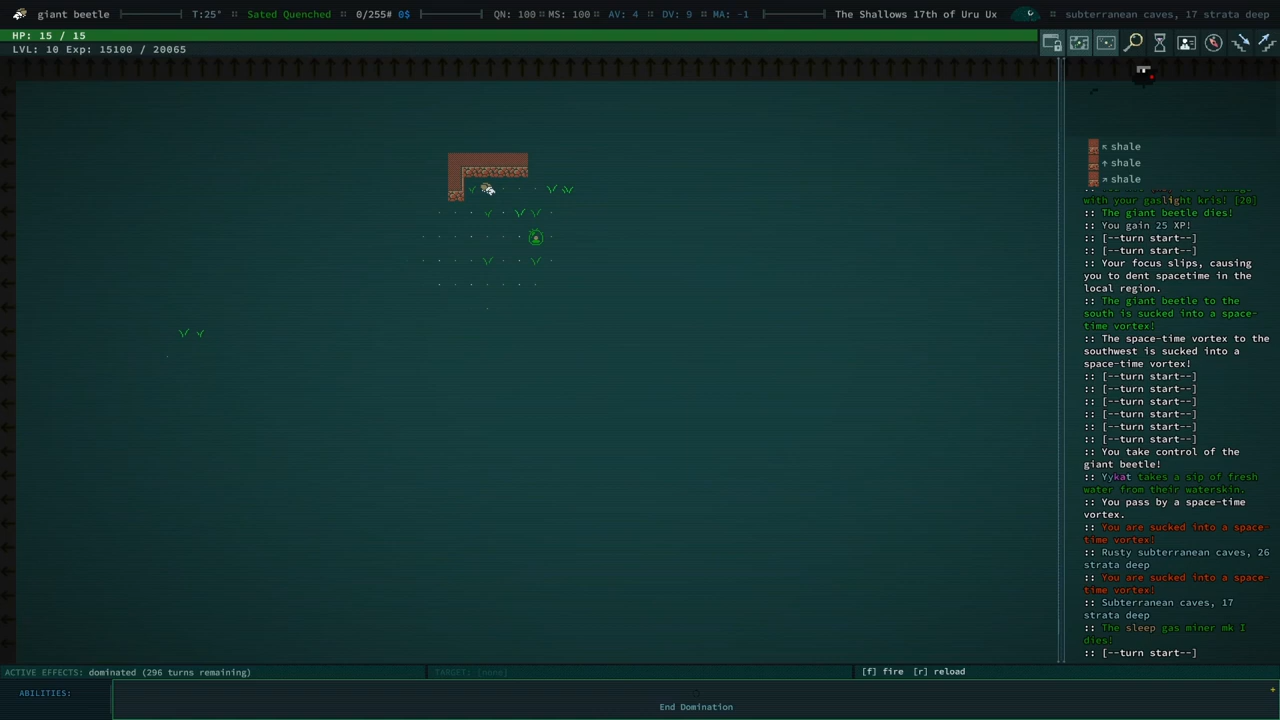 giant beetle T:25° :: Sated Quenched :: 0/255# 0$ QN: 100 :: MS: 100 :: AV: 4 :: DV: 9 :: MA: -1 The Shallows 17th of Uru Ux :: subterranean caves, 17 strata deep
HP: 15 / 15
LVL: 10 Exp: 15100 / 20065
shale
shale
shale
with your gaslight kris! [20]
:: The giant beetle dies!
:: You gain 25 XP!
:: [--turn start--]
:: [--turn start--]
:: Your focus slips, causing
you to dent spacetime in the
local region.
:: The giant beetle to the
south is sucked into a space-
time vortex!
:: The space-time vortex to the
southwest is sucked into a
space-time vortex!
:: [--turn start--]
:: [--turn start--]
:: [--turn start--]
:: [--turn start--]
:: [--turn start--]
:: [--turn start--]
:: You take control of the
giant beetle!
:: Yykat takes a sip of fresh
water from their waterskin.
:: You pass by a space-time
vortex.
:: You are sucked into a space-
time vortex!
:: Rusty subterranean caves, 26
strata deep
:: You are sucked into a space-
time vortex!
:: Subterranean caves, 17
strata deep
:: The sleep gas miner mk I
dies!
:: [--turn start--]
ACTIVE EFFECTS: dominated (296 turns remaining) TARGET: [none] [f] fire [r] reload
ABILITIES: End Domination